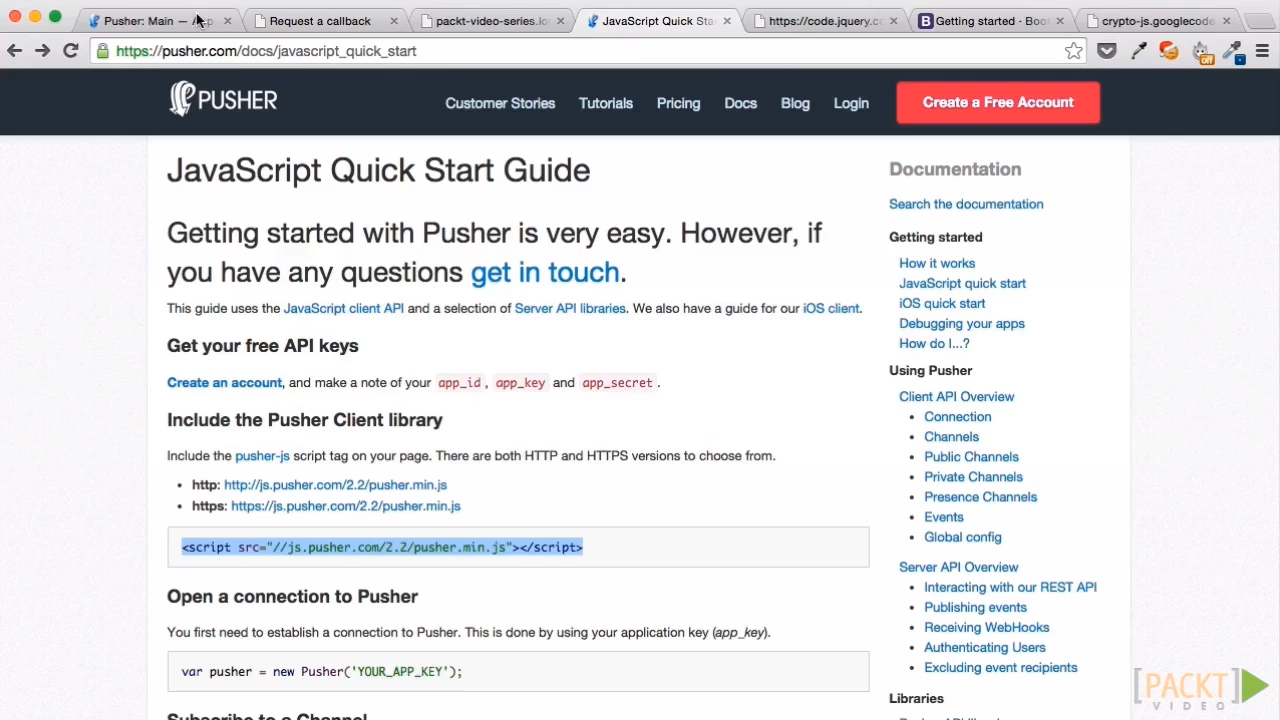 Pusher: Main — App
Request a callback
packt-video-series.lo
JavaScript Quick Sta
https://code.jquery.co
Getting started · Boot
crypto-js.googlecode
https://pusher.com/docs/javascript_quick_start
off
PUSHER
Customer Stories
Tutorials
Pricing
Docs
Blog
Login
Create a Free Account
JavaScript Quick Start Guide
Getting started with Pusher is very easy. However, if
you have any questions get in touch.
This guide uses the JavaScript client API and a selection of Server API libraries. We also have a guide for our iOS client.
Get your free API keys
Create an account, and make a note of your app_id, app_key and app_secret.
Include the Pusher Client library
Include the pusher-js script tag on your page. There are both HTTP and HTTPS versions to choose from.
• http: http://js.pusher.com/2.2/pusher.min.js
• https: https://js.pusher.com/2.2/pusher.min.js
<script src="//js.pusher.com/2.2/pusher.min.js"></script>
Open a connection to Pusher
You first need to establish a connection to Pusher. This is done by using your application key (app_key).
var pusher = new Pusher('YOUR_APP_KEY');
Subscribe to a Channel
Documentation
Search the documentation
Getting started
How it works
JavaScript quick start
iOS quick start
Debugging your apps
How do I...?
Using Pusher
Client API Overview
• Connection
• Channels
• Public Channels
• Private Channels
• Presence Channels
• Events
• Global config
Server API Overview
• Interacting with our REST API
• Publishing events
• Receiving WebHooks
• Authenticating Users
• Excluding event recipients
Libraries
[PACKT]
VIDEO